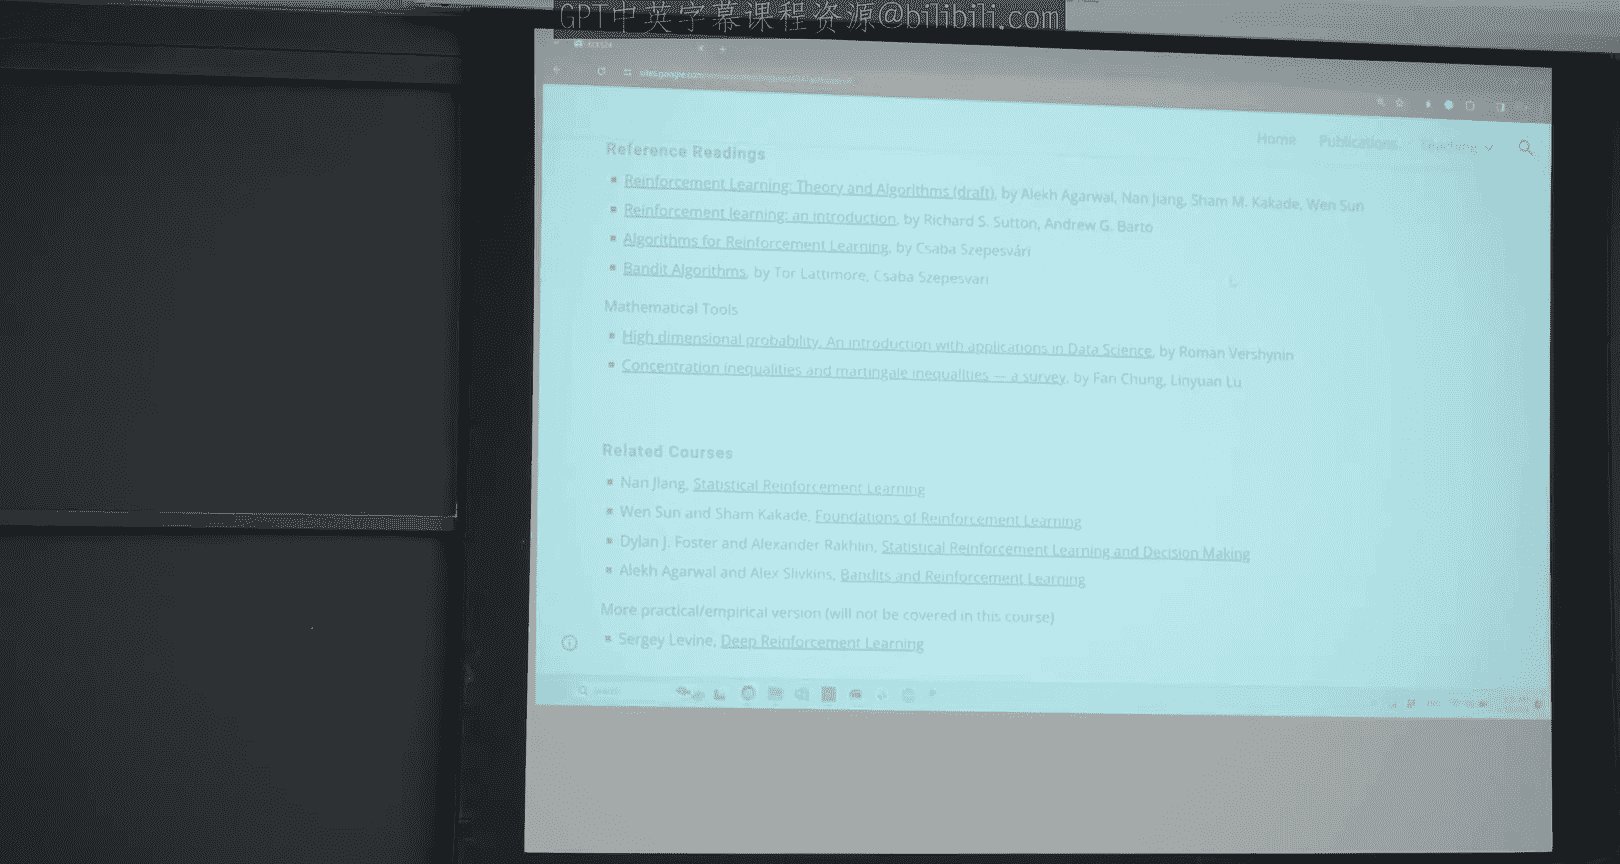 GPT中英字幕课程资源@bilibili.com
Home Publications Teaching
Reference Readings
Reinforcement Learning: Theory and Algorithms (draft), by Alekh Agarwal, Nan Jiang, Sham M. Kakade, Wen Sun
Reinforcement learning: an introduction, by Richard S. Sutton, Andrew G. Barto
Algorithms for Reinforcement Learning, by Csaba Szepesvári
Bandit Algorithms, by Tor Lattimore, Csaba Szepesvari
Mathematical Tools
High dimensional probability. An introduction with applications in Data Science, by Roman Vershynin
Concentration inequalities and martingale inequalities — a survey, by Fan Chung, Linyuan Lu
Related Courses
Nan Jiang, Statistical Reinforcement Learning
Wen Sun and Sham Kakade, Foundations of Reinforcement Learning
Dylan J. Foster and Alexander Rakhlin, Statistical Reinforcement Learning and Decision Making
Alekh Agarwal and Alex Slivkins, Bandits and Reinforcement Learning
More practical/empirical version (will not be covered in this course)
Sergey Levine, Deep Reinforcement Learning
Search